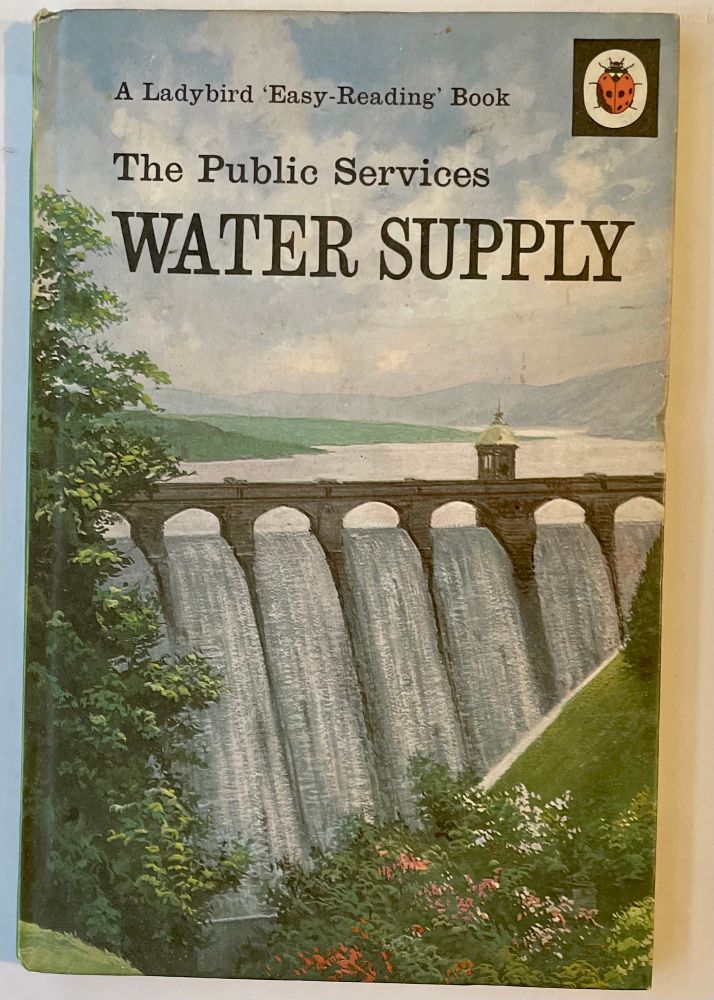 A Ladybird ‘Easy-Reading’ Book
The Public Services
WATER SUPPLY